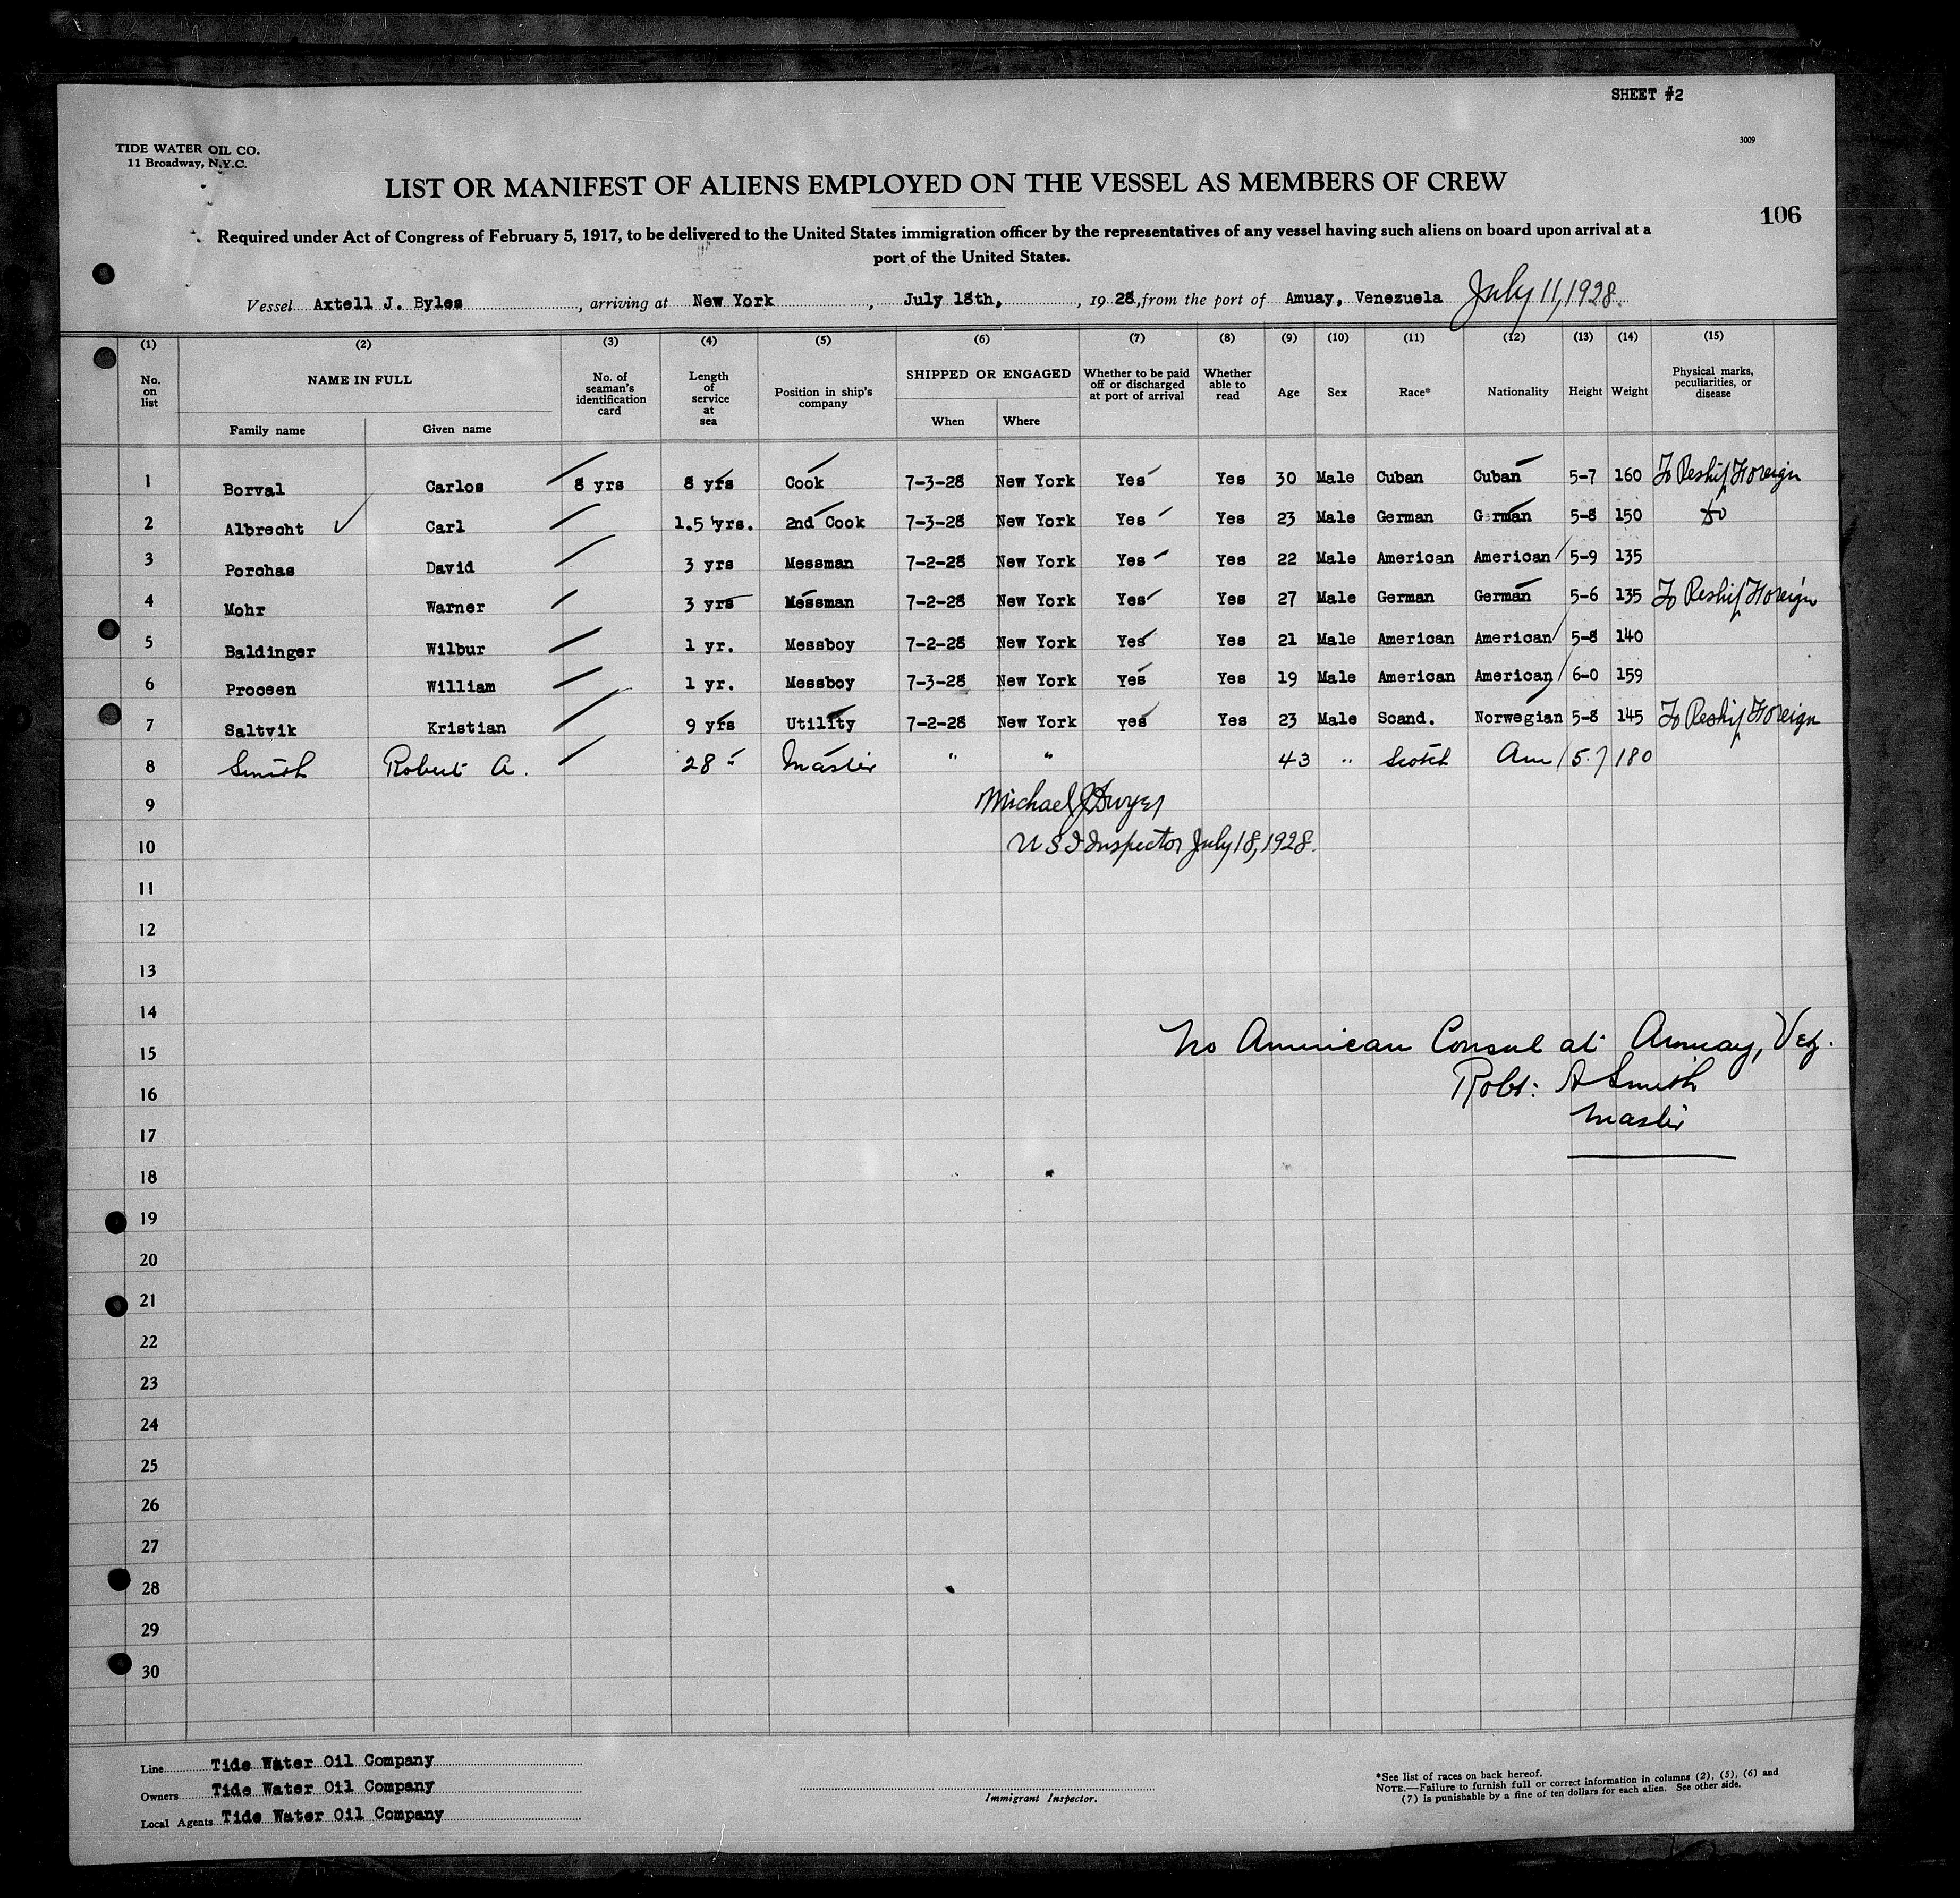 SHEET #2
TIDE WATER OIL CO.
11 Broadway, N.Y.C.
3009
LIST OR MANIFEST OF ALIENS EMPLOYED ON THE VESSEL AS MEMBERS OF CREW
106
Required under Act of Congress of February 5, 1917, to be delivered to the United States immigration officer by the representatives of any vessel having such aliens on board upon arrival at a
port of the United States.
Vessel Axtell J. Byles, arriving at New York, July 18th, , 19 28, from the port of Amuay, Venezuela July 11, 1928.
(1) (2) (3) (4) (5) (6) (7) (8) (9) (10) (11) (12) (13) (14) (15)
No. on list NAME IN FULL Family name Given name No. of seaman's identification card Length of service at sea Position in ship's company SHIPPED OR ENGAGED When Where Whether to be paid off or discharged at port of arrival Whether able to read Age Sex Race* Nationality Height Weight Physical marks, peculiarities, or disease
1 Borval Carlos 8 yrs 8 yrs Cook 7-3-28 New York Yes Yes 30 Male Cuban Cuban 5-7 160 To Reship Foreign
2 Albrecht Carl 1.5 yrs. 2nd Cook 7-3-28 New York Yes Yes 23 Male German German 5-8 150 do
3 Porchas David 3 yrs Messman 7-2-28 New York Yes Yes 22 Male American American 5-9 135
4 Mohr Warner 3 yrs Messman 7-2-28 New York Yes Yes 27 Male German German 5-6 135 To Reship Foreign
5 Baldinger Wilbur 1 yr. Messboy 7-2-28 New York Yes Yes 21 Male American American 5-8 140
6 Proceen William 1 yr. Messboy 7-3-28 New York Yes Yes 19 Male American American 6-0 159
7 Saltvik Kristian 9 yrs Utility 7-2-28 New York yes Yes 23 Male Scand. Norwegian 5-8 145 To Reship Foreign
8 Smith Robert A. 28 " Master " " 43 " Scotch Am 5.7 180
9 Michael J Dwyer
10 U S I Inspector July 18, 1928.
11
12
13
14
15 No American Consul at Amuay, Vez.
16 Robt: A Smith
17 Master
18
19
20
21
22
23
24
25
26
27
28
29
30
Line Tide Water Oil Company
Owners Tide Water Oil Company
Local Agents Tide Water Oil Company
Immigrant Inspector.
*See list of races on back hereof.
NOTE.—Failure to furnish full or correct information in columns (2), (5), (6) and
(7) is punishable by a fine of ten dollars for each alien. See other side.